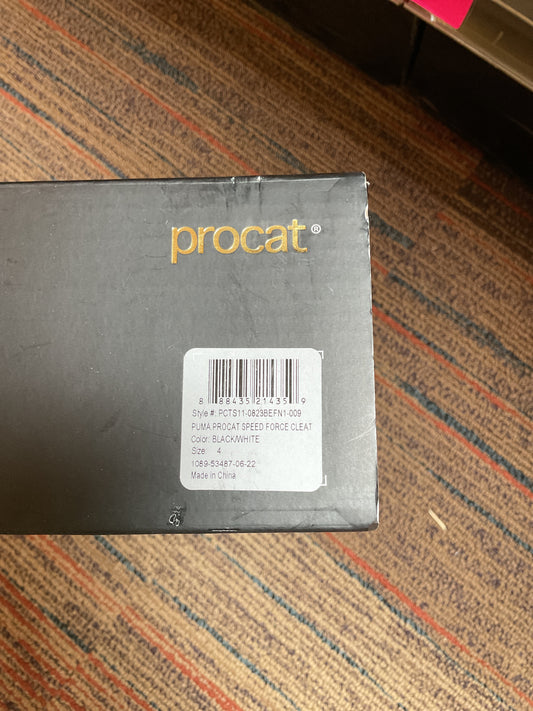 procat®
8 88435 21435 9
Style #: PCTS11-0823BEFN1-009
PUMA PROCAT SPEED FORCE CLEAT
Color: BLACK/WHITE
Size: 4
1089-53487-06-22
Made in China